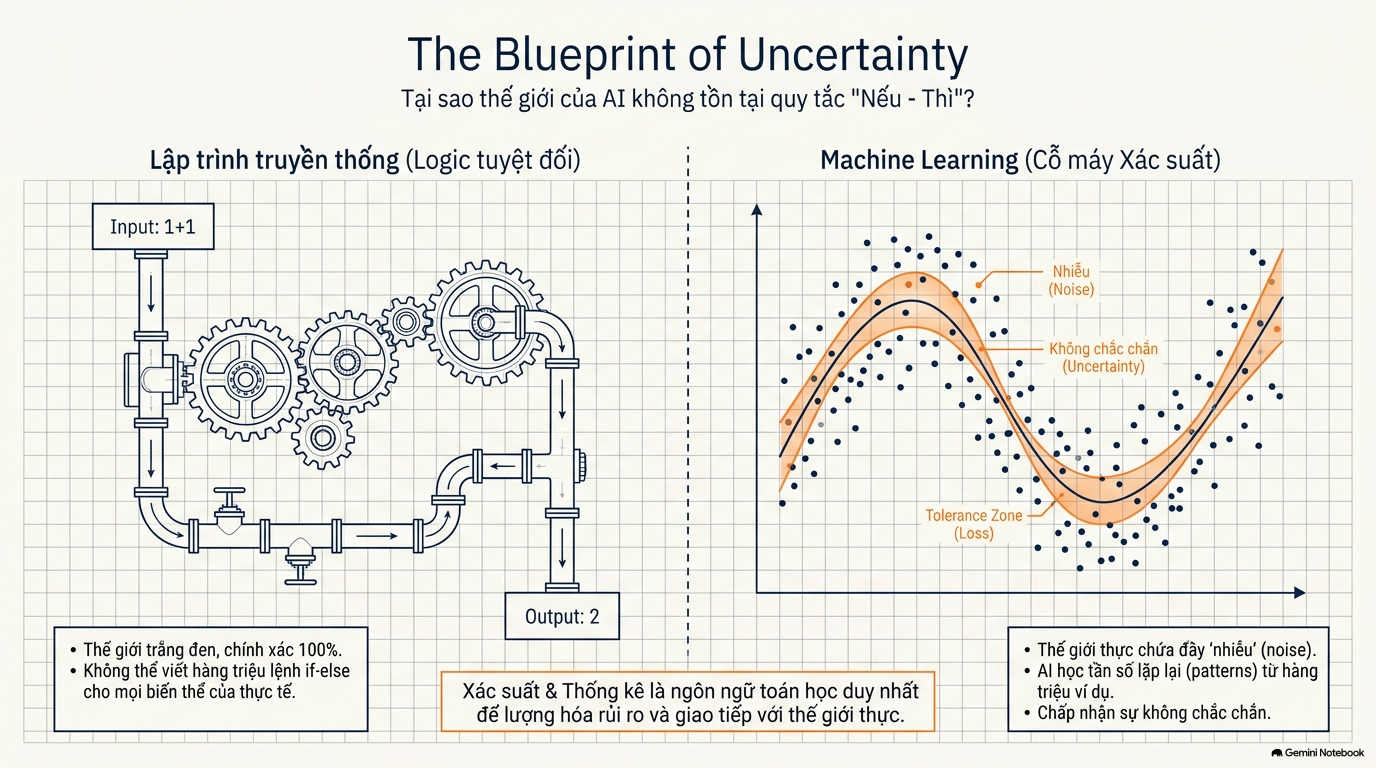 The Blueprint of Uncertainty
Tại sao thế giới của AI không tồn tại quy tắc "Nếu - Thì"?
Lập trình truyền thống (Logic tuyệt đối)
Input: 1+1
Output: 2
• Thế giới trắng đen, chính xác 100%.
• Không thể viết hàng triệu lệnh if-else
cho mọi biến thể của thực tế.
Machine Learning (Cỗ máy Xác suất)
Nhiễu
(Noise)
Không chắc chắn
(Uncertainty)
Tolerance Zone
(Loss)
• Thế giới thực chứa đầy 'nhiễu' (noise).
• AI học tần số lặp lại (patterns) từ hàng
triệu ví dụ.
• Chấp nhận sự không chắc chắn.
Xác suất & Thống kê là ngôn ngữ toán học duy nhất
để lượng hóa rủi ro và giao tiếp với thế giới thực.
Gemini Notebook